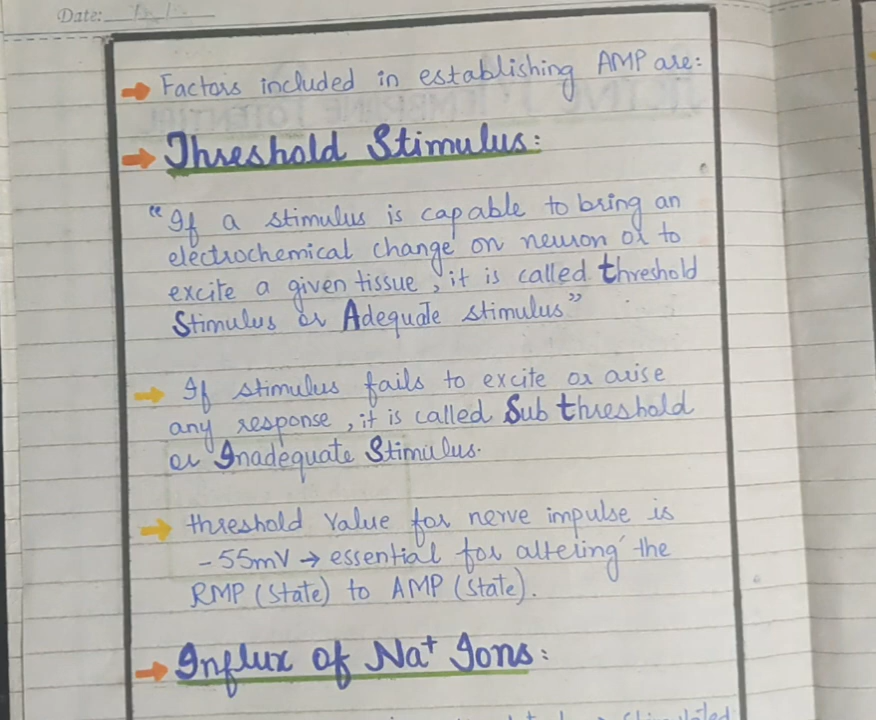 Date:
→ Factors included in establishing AMP are:
→ Threshold Stimulus:
"If a stimulus is capable to bring an
electrochemical change on neuron or to
excite a given tissue, it is called threshold
Stimulus or Adequate stimulus"
→ If stimulus fails to excite or arise
any response, it is called Sub threshold
or Inadequate Stimulus.
→ threshold value for nerve impulse is
-55mV → essential for altering the
RMP (state) to AMP (state).
→ Influx of Na⁺ Ions: